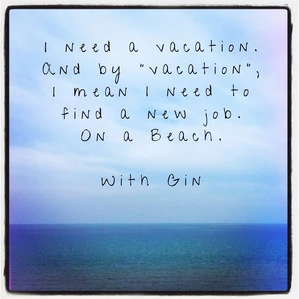 I need a vacation.
And by "vacation",
I mean I need to
find a new job.
On a Beach.
With Gin